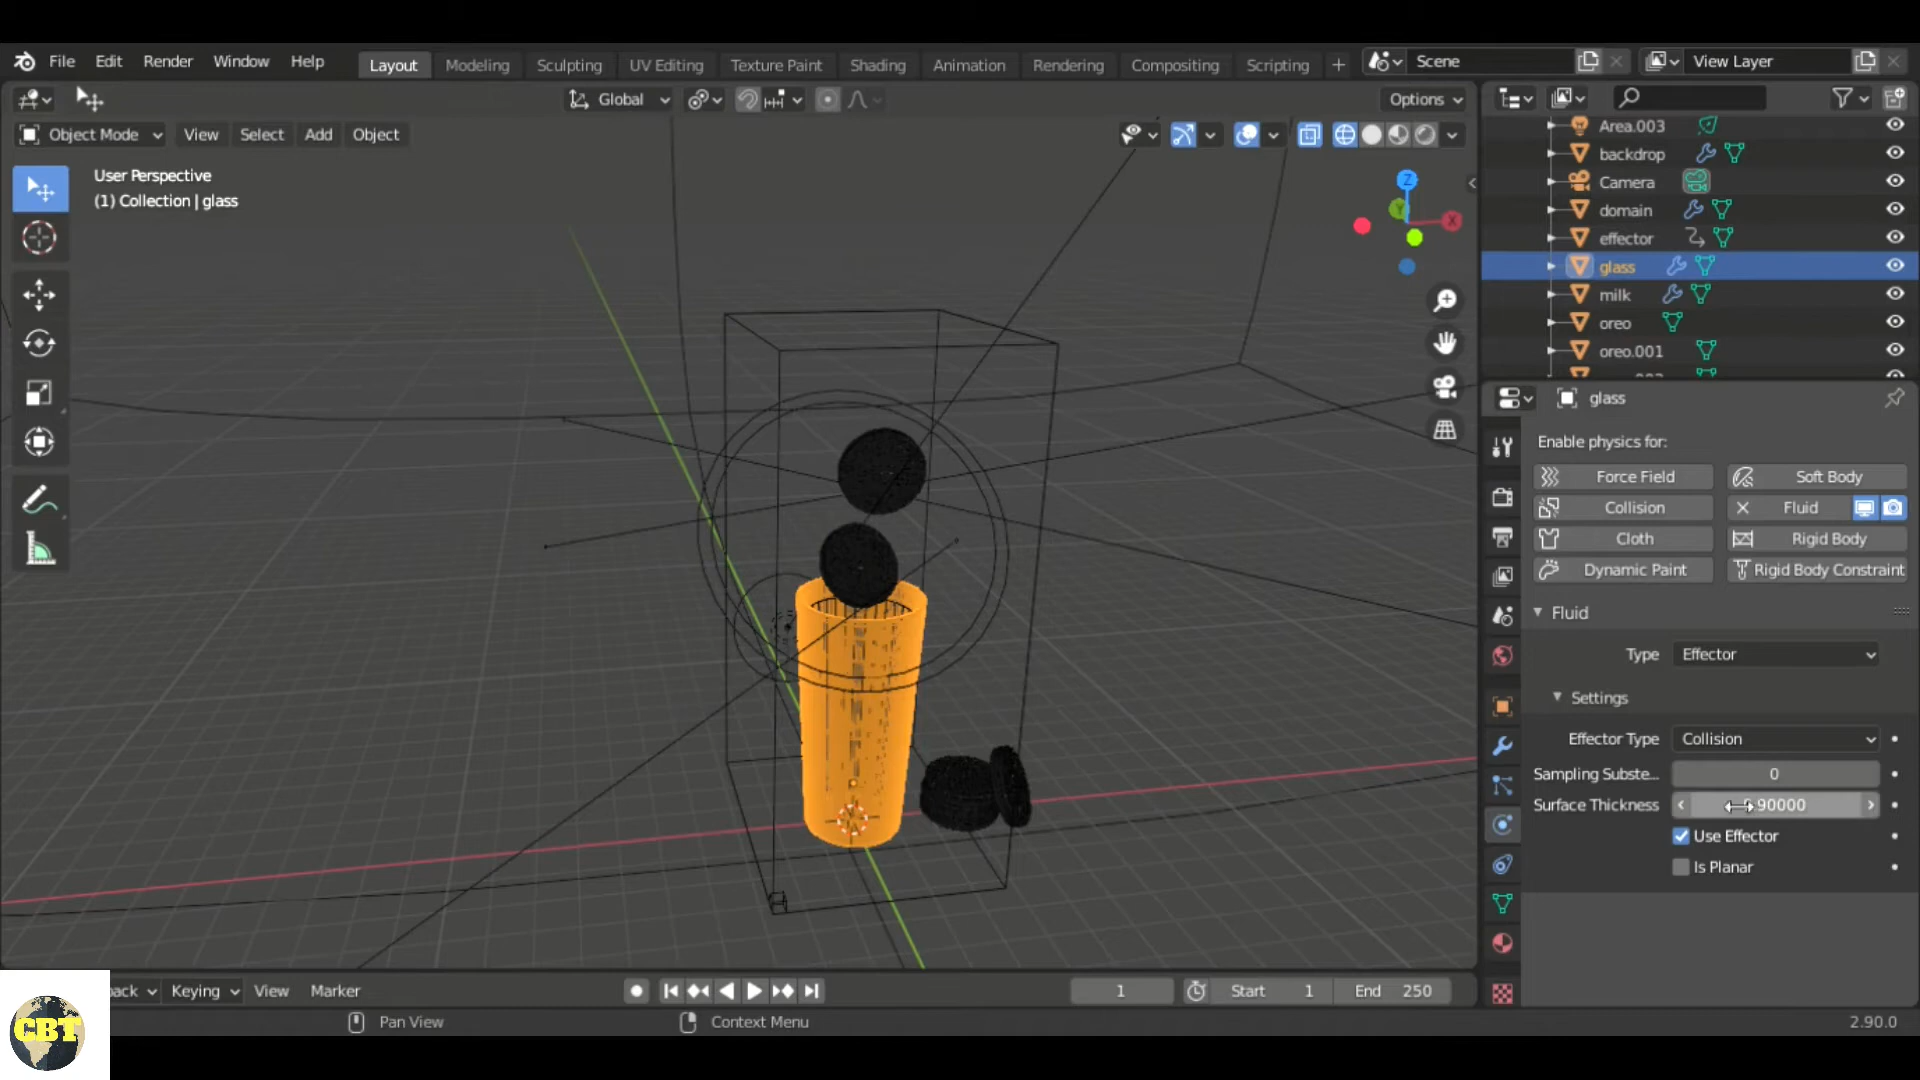 File Edit Render Window Help Layout Modeling Sculpting UV Editing Texture Paint Shading Animation Rendering Compositing Scripting + Scene View Layer
Global Options
Object Mode View Select Add Object
User Perspective
(1) Collection | glass
Z
Y
X
Area.003
backdrop
Camera
domain
effector
glass
milk
oreo
oreo.001
glass
Enable physics for:
Force Field Soft Body
Collision Fluid
Cloth Rigid Body
Dynamic Paint Rigid Body Constraint
Fluid
Type Effector
Settings
Effector Type Collision
Sampling Subste... 0
Surface Thickness 90000
Use Effector
Is Planar
Keying View Marker 1 Start 1 End 250
Pan View Context Menu 2.90.0
CBT